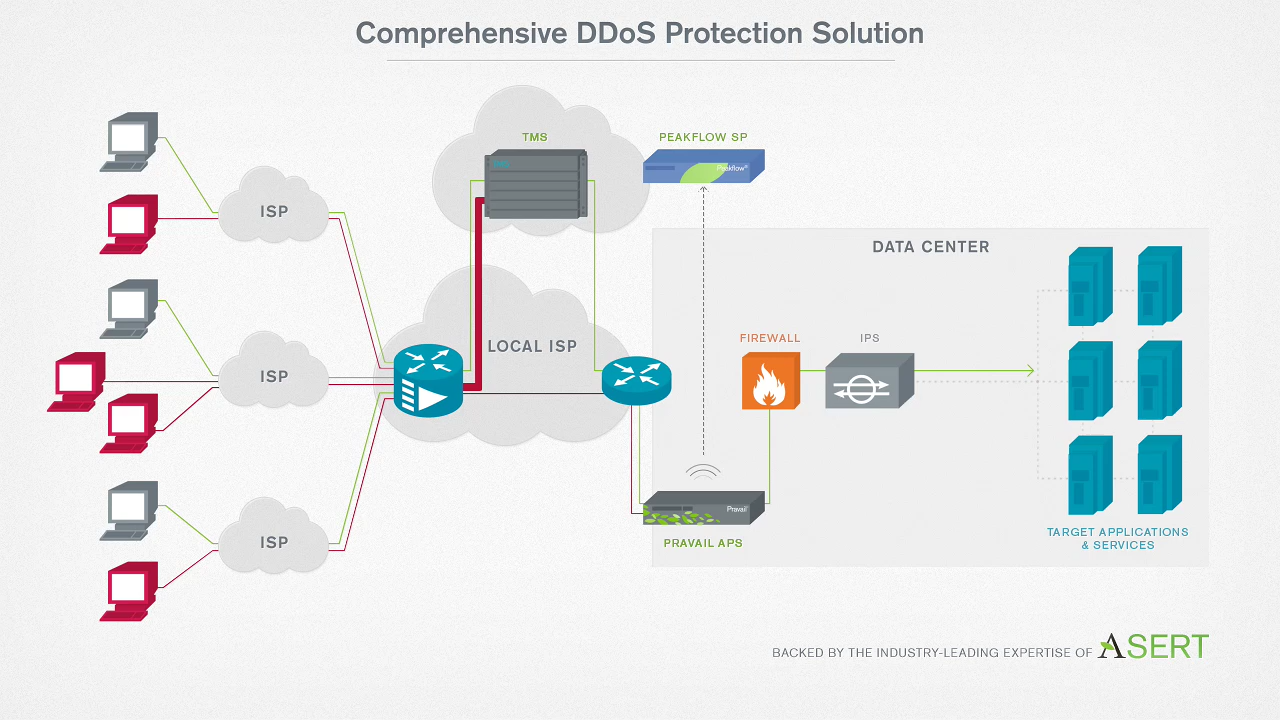 Comprehensive DDoS Protection Solution
TMS
PEAKFLOW SP
Peakflow®
ISP
DATA CENTER
LOCAL ISP
FIREWALL
IPS
ISP
Pravail
PRAVAIL APS
TARGET APPLICATIONS
& SERVICES
ISP
BACKED BY THE INDUSTRY-LEADING EXPERTISE OF ASERT